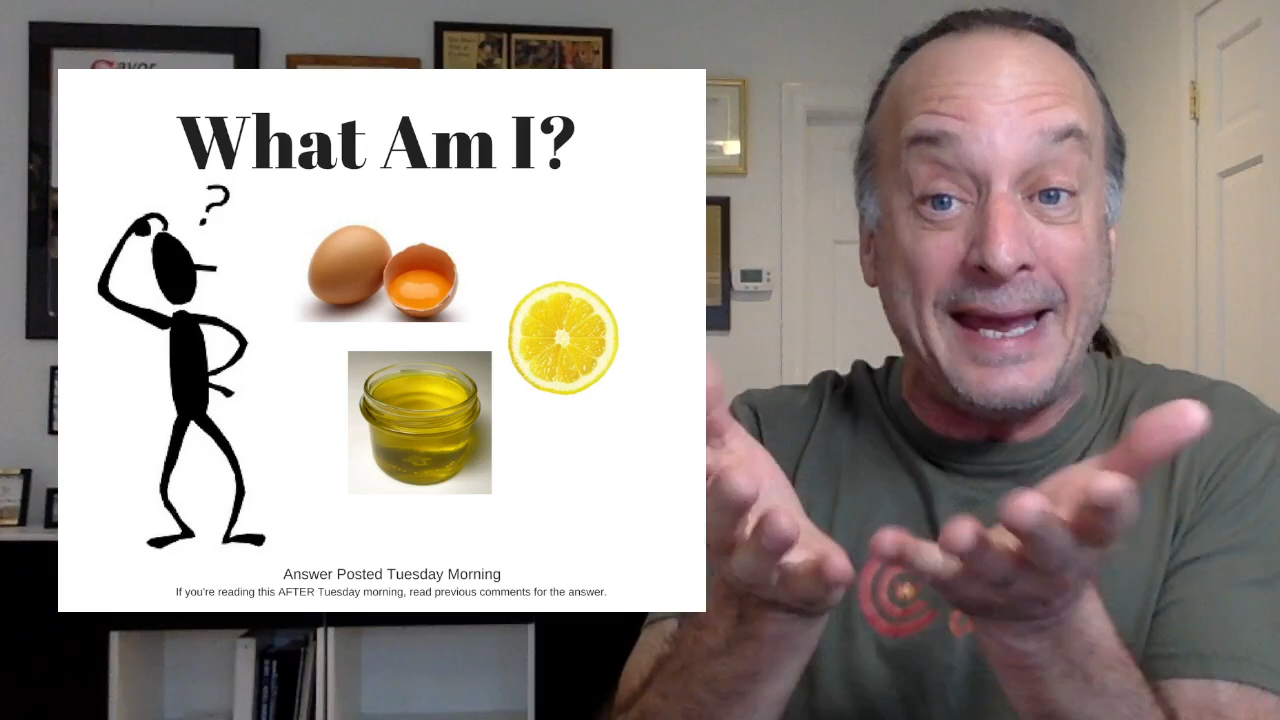 Savor
What Am I?
?
Answer Posted Tuesday Morning
If you're reading this AFTER Tuesday morning, read previous comments for the answer.